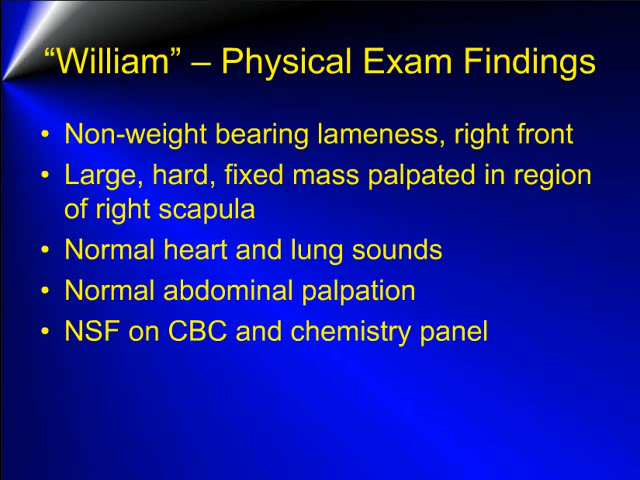 “William” – Physical Exam Findings
• Non-weight bearing lameness, right front
• Large, hard, fixed mass palpated in region
of right scapula
• Normal heart and lung sounds
• Normal abdominal palpation
• NSF on CBC and chemistry panel